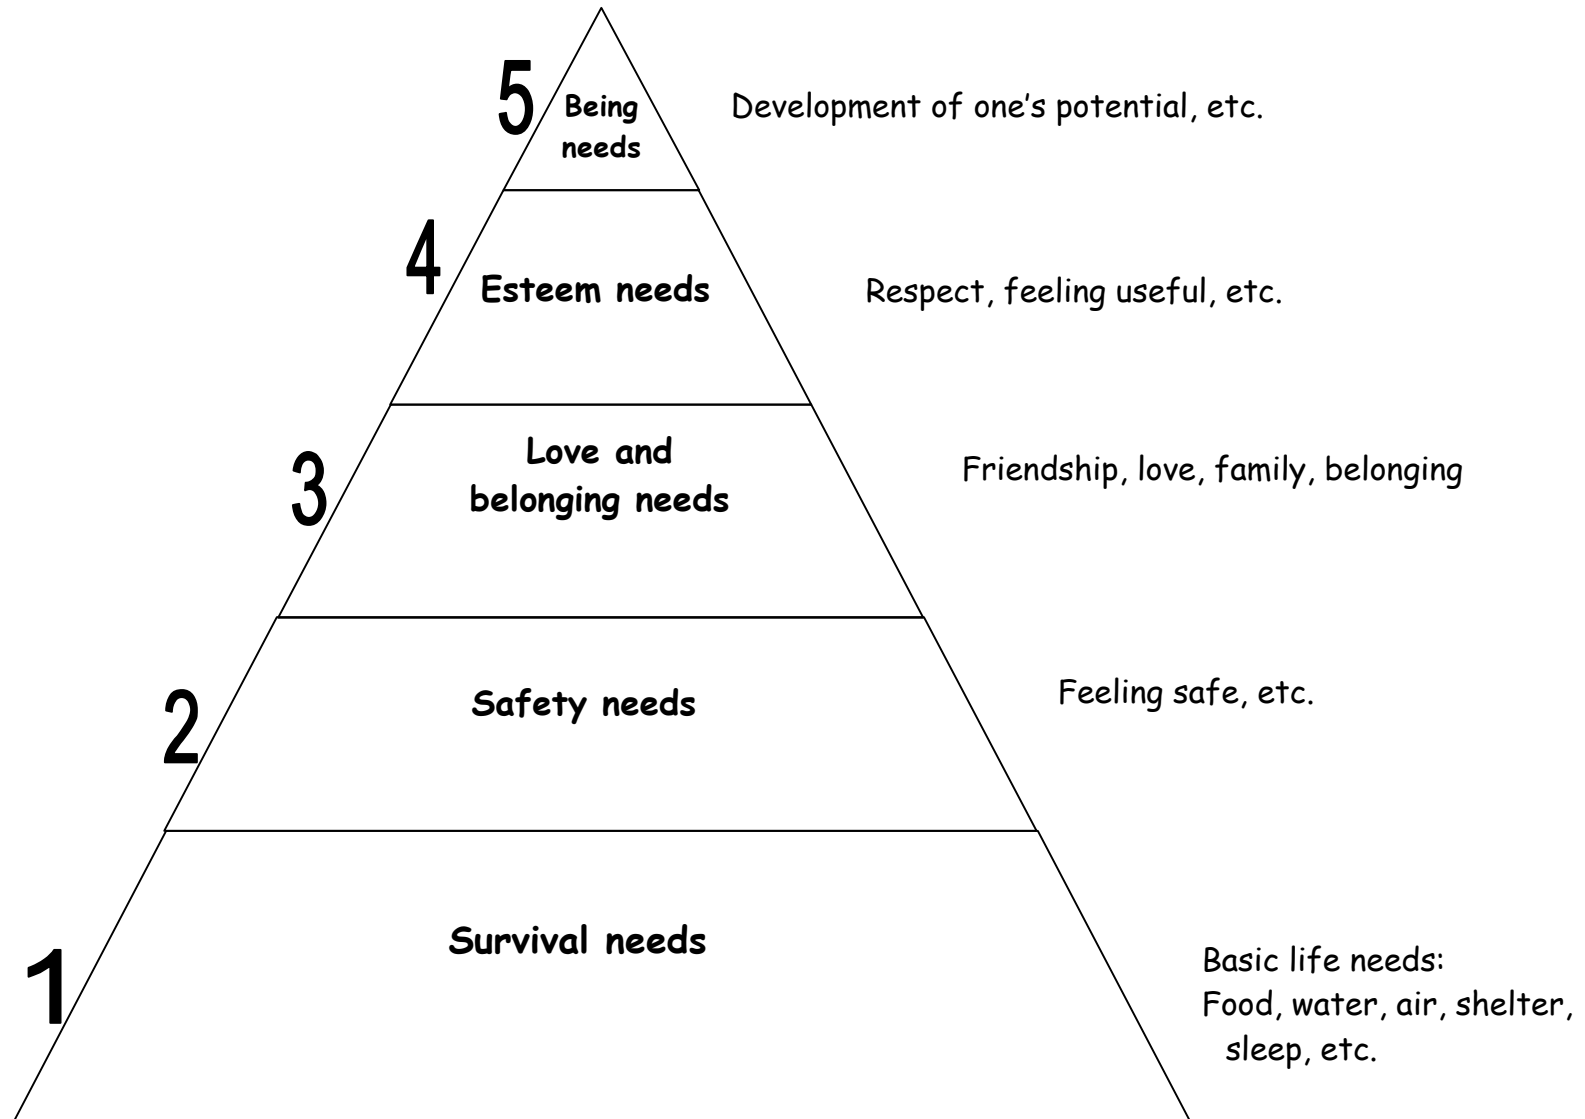 5
Being
needs
Development of one’s potential, etc.
4
Esteem needs
Respect, feeling useful, etc.
3
Love and
belonging needs
Friendship, love, family, belonging
2
Safety needs
Feeling safe, etc.
1
Survival needs
Basic life needs:
Food, water, air, shelter,
sleep, etc.